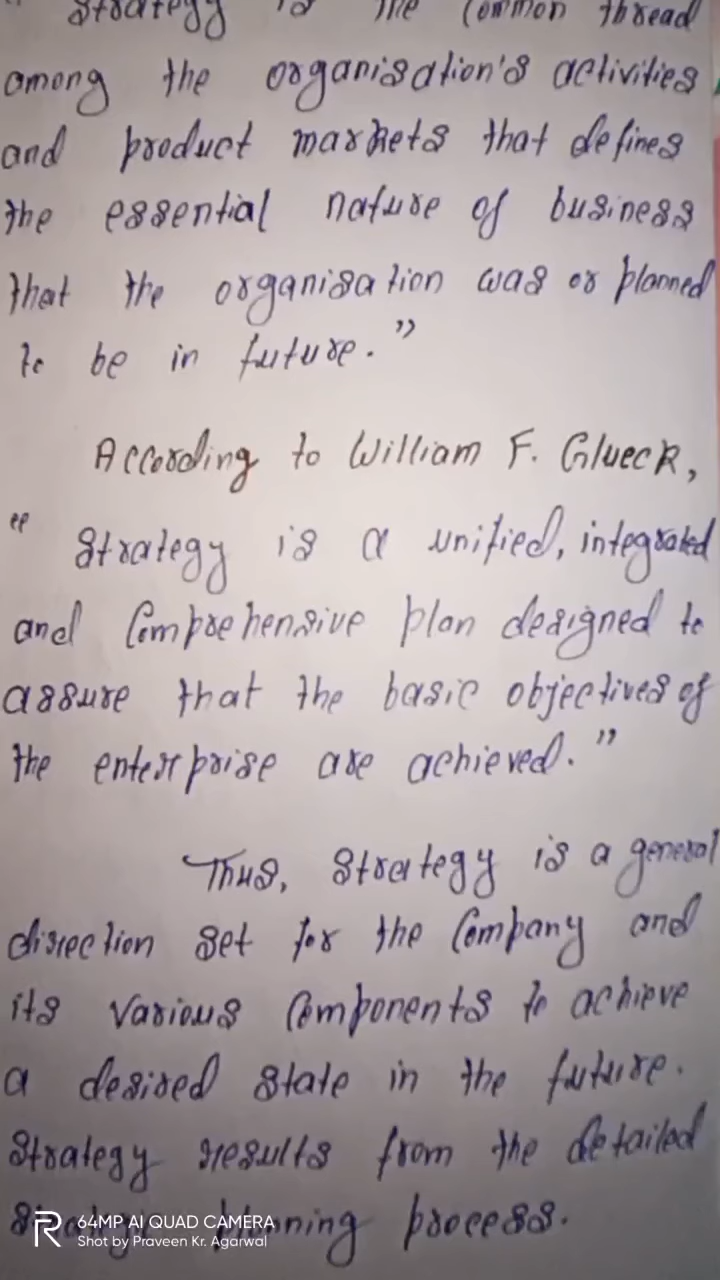 " Strategy is the Common thread
among the organisation's activities
and product markets that defines
the essential nature of business
that the organisation was or planned
to be in future."
According to William F. Glueck,
" Strategy is a unified, integrated
and Comprehensive plan designed to
assure that the basic objectives of
the enterprise are achieved."
Thus, Strategy is a general
direction set for the Company and
its various Components to achieve
a desired state in the future.
Strategy results from the detailed
planning process.
64MP AI QUAD CAMERA
Shot by Praveen Kr. Agarwal